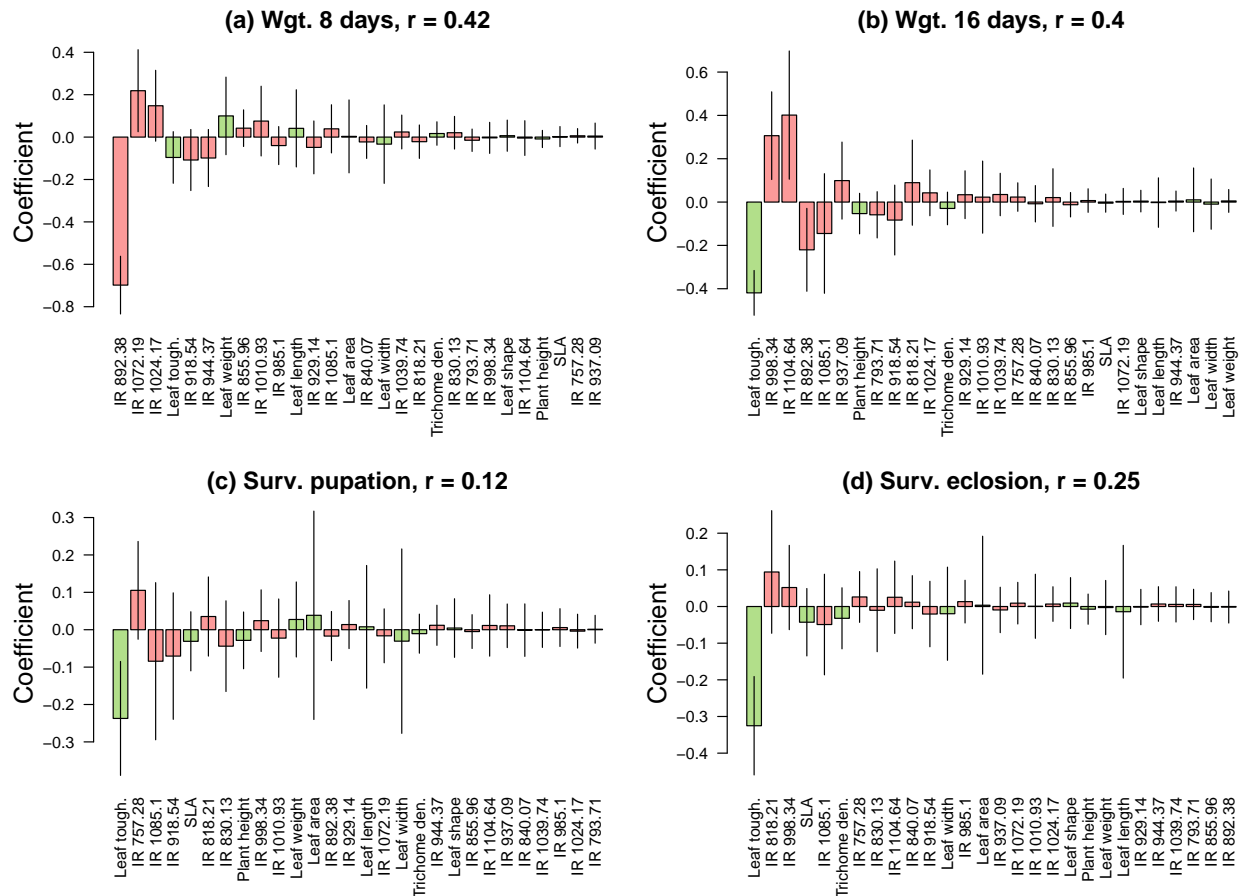 (a) Wgt. 8 days, r = 0.42
Coefficient
0.4
0.2
0.0
−0.2
−0.4
−0.6
−0.8
IR 892.38
IR 1072.19
IR 1024.17
Leaf tough.
IR 918.54
IR 944.37
Leaf weight
IR 855.96
IR 1010.93
IR 985.1
Leaf length
IR 929.14
IR 1085.1
Leaf area
IR 840.07
Leaf width
IR 1039.74
IR 818.21
Trichome den.
IR 830.13
IR 793.71
IR 998.34
Leaf shape
IR 1104.64
Plant height
SLA
IR 757.28
IR 937.09
(b) Wgt. 16 days, r = 0.4
Coefficient
0.6
0.4
0.2
0.0
−0.2
−0.4
Leaf tough.
IR 998.34
IR 1104.64
IR 892.38
IR 1085.1
IR 937.09
Plant height
IR 793.71
IR 918.54
IR 818.21
IR 1024.17
Trichome den.
IR 929.14
IR 1010.93
IR 1039.74
IR 757.28
IR 840.07
IR 830.13
IR 855.96
IR 985.1
SLA
IR 1072.19
Leaf shape
Leaf length
IR 944.37
Leaf area
Leaf width
Leaf weight
(c) Surv. pupation, r = 0.12
Coefficient
0.3
0.2
0.1
0.0
−0.1
−0.2
−0.3
Leaf tough.
IR 757.28
IR 1085.1
IR 918.54
SLA
IR 818.21
IR 830.13
Plant height
IR 998.34
IR 1010.93
Leaf weight
Leaf area
IR 892.38
IR 929.14
Leaf length
IR 1072.19
Leaf width
Trichome den.
IR 944.37
Leaf shape
IR 855.96
IR 1104.64
IR 937.09
IR 840.07
IR 1039.74
IR 985.1
IR 1024.17
IR 793.71
(d) Surv. eclosion, r = 0.25
Coefficient
0.2
0.1
0.0
−0.1
−0.2
−0.3
−0.4
Leaf tough.
IR 818.21
IR 998.34
SLA
IR 1085.1
Trichome den.
IR 757.28
IR 830.13
IR 1104.64
IR 840.07
IR 918.54
Leaf width
IR 985.1
Leaf area
IR 937.09
IR 1072.19
IR 1010.93
IR 1024.17
Leaf shape
Plant height
Leaf weight
Leaf length
IR 929.14
IR 944.37
IR 1039.74
IR 793.71
IR 855.96
IR 892.38